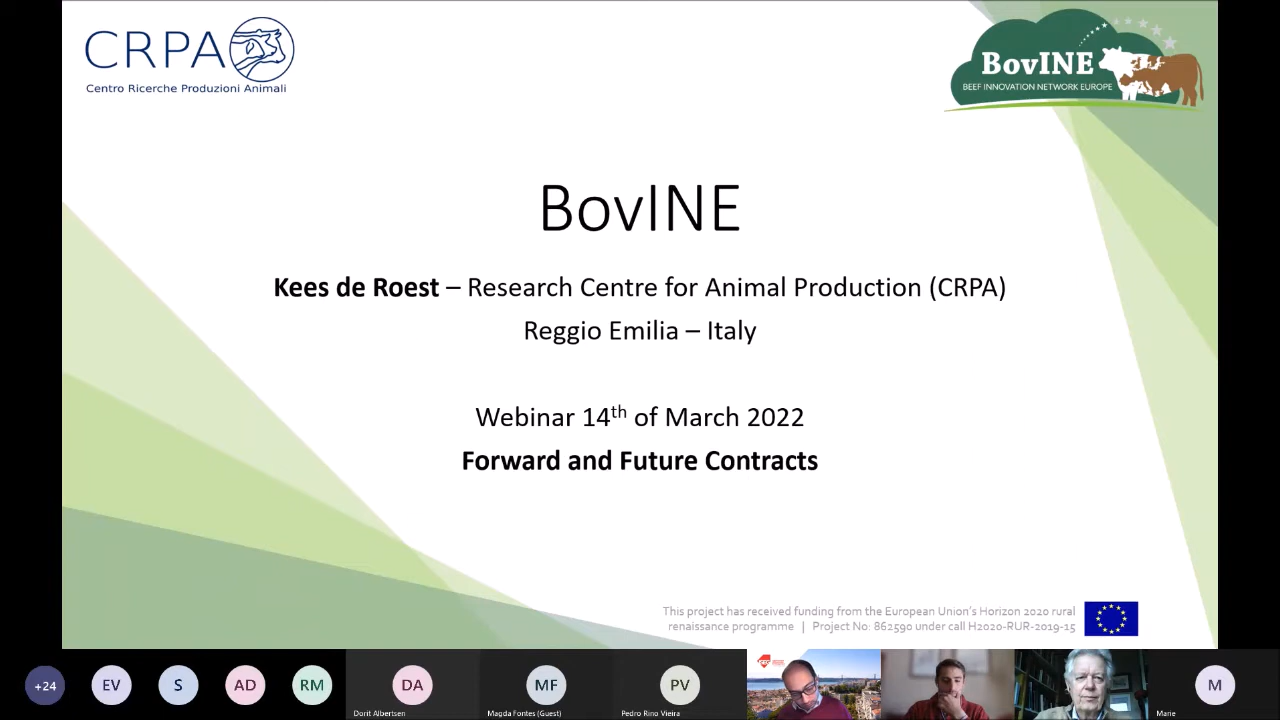 CRPA
Centro Ricerche Produzioni Animali
BovINE
BEEF INNOVATION NETWORK EUROPE
BovINE
Kees de Roest – Research Centre for Animal Production (CRPA)
Reggio Emilia – Italy
Webinar 14th of March 2022
Forward and Future Contracts
This project has received funding from the European Union's Horizon 2020 rural
renaissance programme | Project No: 862590 under call H2020-RUR-2019-15
+24
EV
S
AD
RM
DA
MF
PV
M
Dorit Albertsen
Magda Fontes (Guest)
Pedro Rino Vieira
Marie